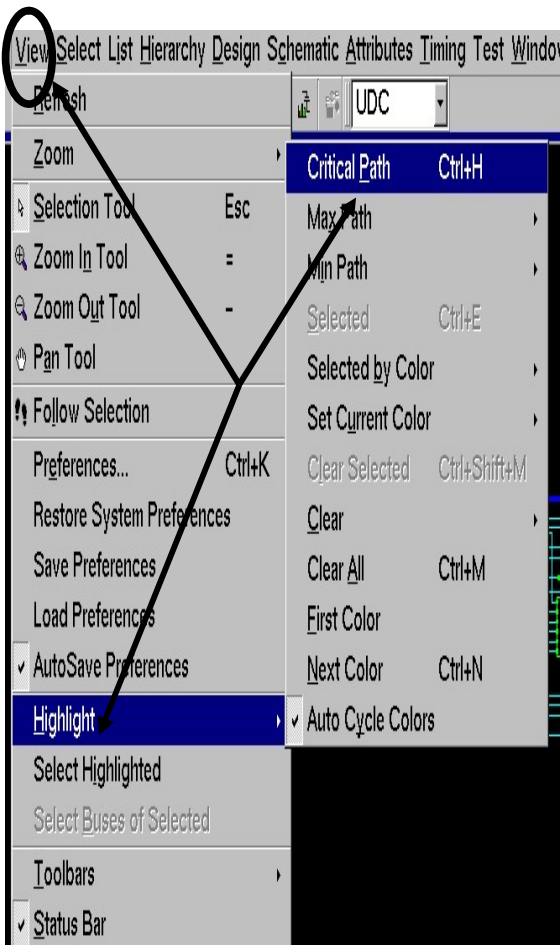 View Select List Hierarchy Design Schematic Attributes Timing Test Window
Refresh
UDC
Zoom
Selection Tool Esc
Zoom In Tool =
Zoom Out Tool -
Pan Tool
Follow Selection
Preferences... Ctrl+K
Restore System Preferences
Save Preferences
Load Preferences
AutoSave Preferences
Highlight
Select Highlighted
Select Buses of Selected
Toolbars
Status Bar
Critical Path Ctrl+H
Max Path
Min Path
Selected Ctrl+E
Selected by Color
Set Current Color
Clear Selected Ctrl+Shift+M
Clear
Clear All Ctrl+M
First Color
Next Color Ctrl+N
Auto Cycle Colors